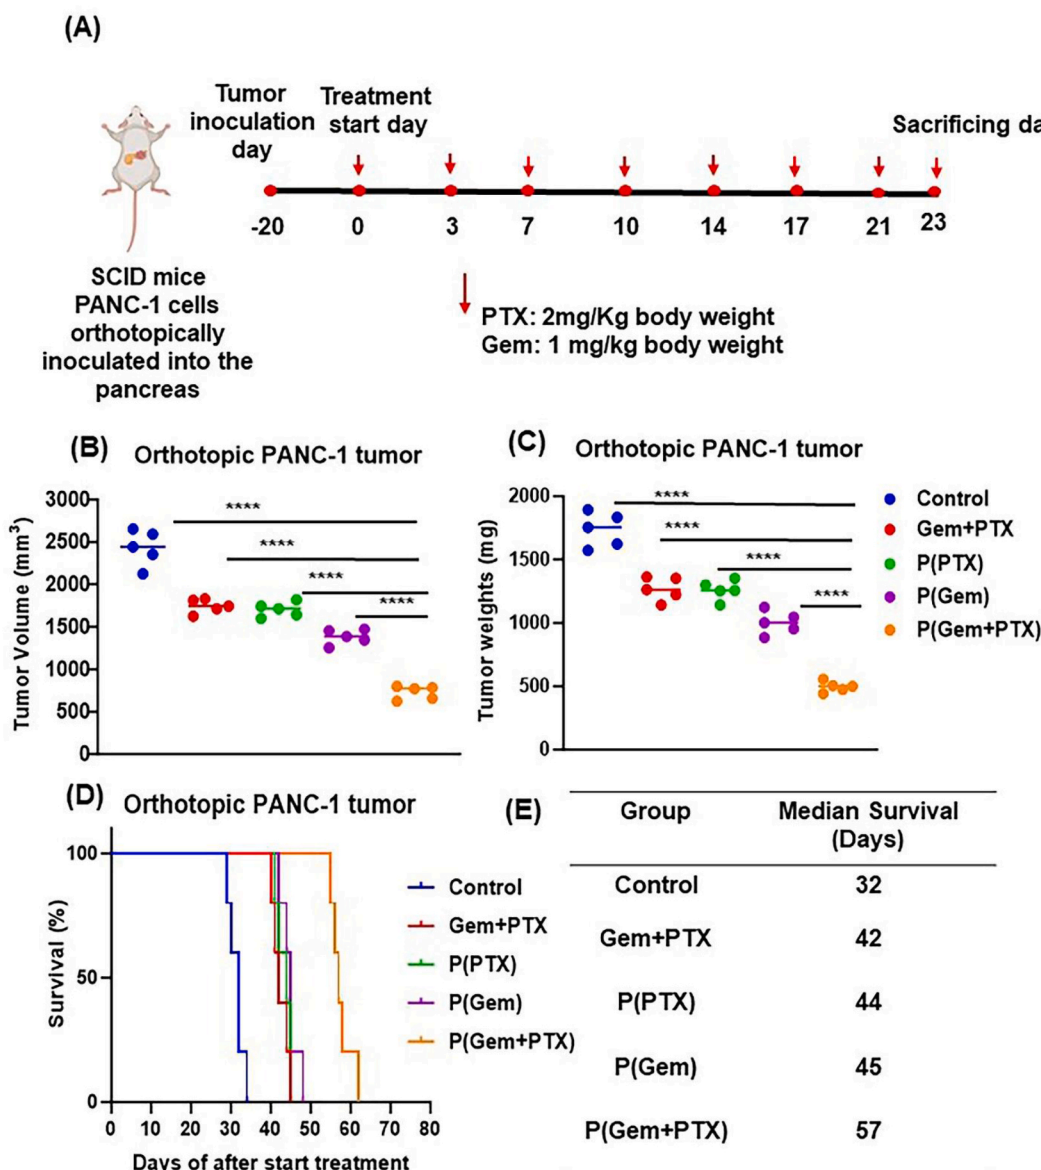 (A)
Tumor
inoculation
day
Treatment
start day
Sacrificing da
-20 0 3 7 10 14 17 21 23
SCID mice
PANC-1 cells
orthotopically
inoculated into the
pancreas
PTX: 2mg/Kg body weight
Gem: 1 mg/kg body weight
(B)
Orthotopic PANC-1 tumor
Tumor Volume (mm³)
3000
2500
2000
1500
1000
500
0
****
****
****
****
(C)
Orthotopic PANC-1 tumor
Tumor weights (mg)
2000
1500
1000
500
0
****
****
****
****
Control
Gem+PTX
P(PTX)
P(Gem)
P(Gem+PTX)
(D)
Orthotopic PANC-1 tumor
Survival (%)
100
50
0
0 10 20 30 40 50 60 70 80
Days of after start treatment
Control
Gem+PTX
P(PTX)
P(Gem)
P(Gem+PTX)
(E)
Group Median Survival
(Days)
Control 32
Gem+PTX 42
P(PTX) 44
P(Gem) 45
P(Gem+PTX) 57